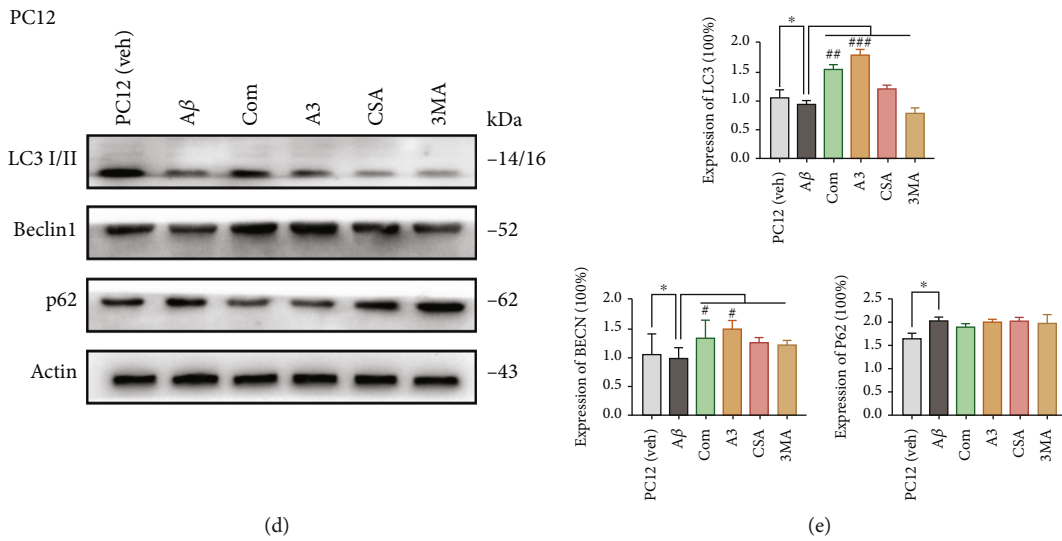 PC12
PC12 (veh)
Aβ
Com
A3
CSA
3MA
kDa
LC3 I/II
–14/16
Beclin1
–52
p62
–62
Actin
–43
(d)
Expression of LC3 (100%)
2.0
1.5
1.0
0.5
0.0
*
##
###
PC12 (veh)
Aβ
Com
A3
CSA
3MA
Expression of BECN (100%)
2.0
1.5
1.0
0.5
0.0
*
#
#
PC12 (veh)
Aβ
Com
A3
CSA
3MA
Expression of P62 (100%)
2.5
2.0
1.5
1.0
0.5
0.0
*
PC12 (veh)
Aβ
Com
A3
CSA
3MA
(e)